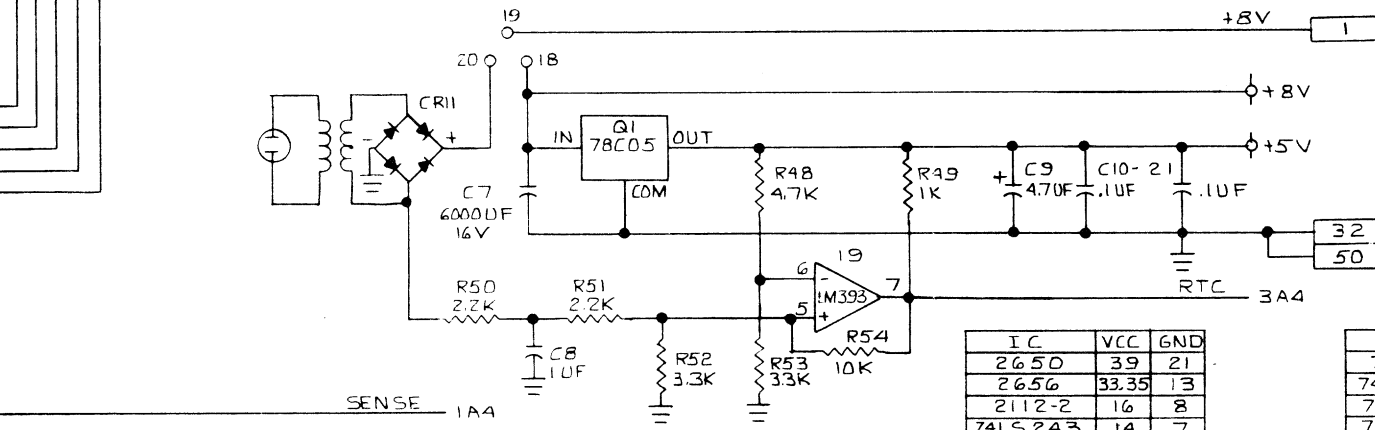 19
+8V
1
20
18
CR11
+8V
-
+
IN
Q1
78C05
OUT
COM
+5V
C7
6000UF
16V
R48
4.7K
R49
1K
+
C9
4.7UF
C10-21
.1UF
.1UF
32
50
19
6
-
LM393
7
5
+
RTC
3A4
R50
2.2K
R51
2.2K
R54
10K
C8
1UF
R52
3.3K
R53
3.3K
SENSE
1A4
IC VCC GND
2650 39 21
2656 33.35 13
2112-2 16 8
74LS243 14 7